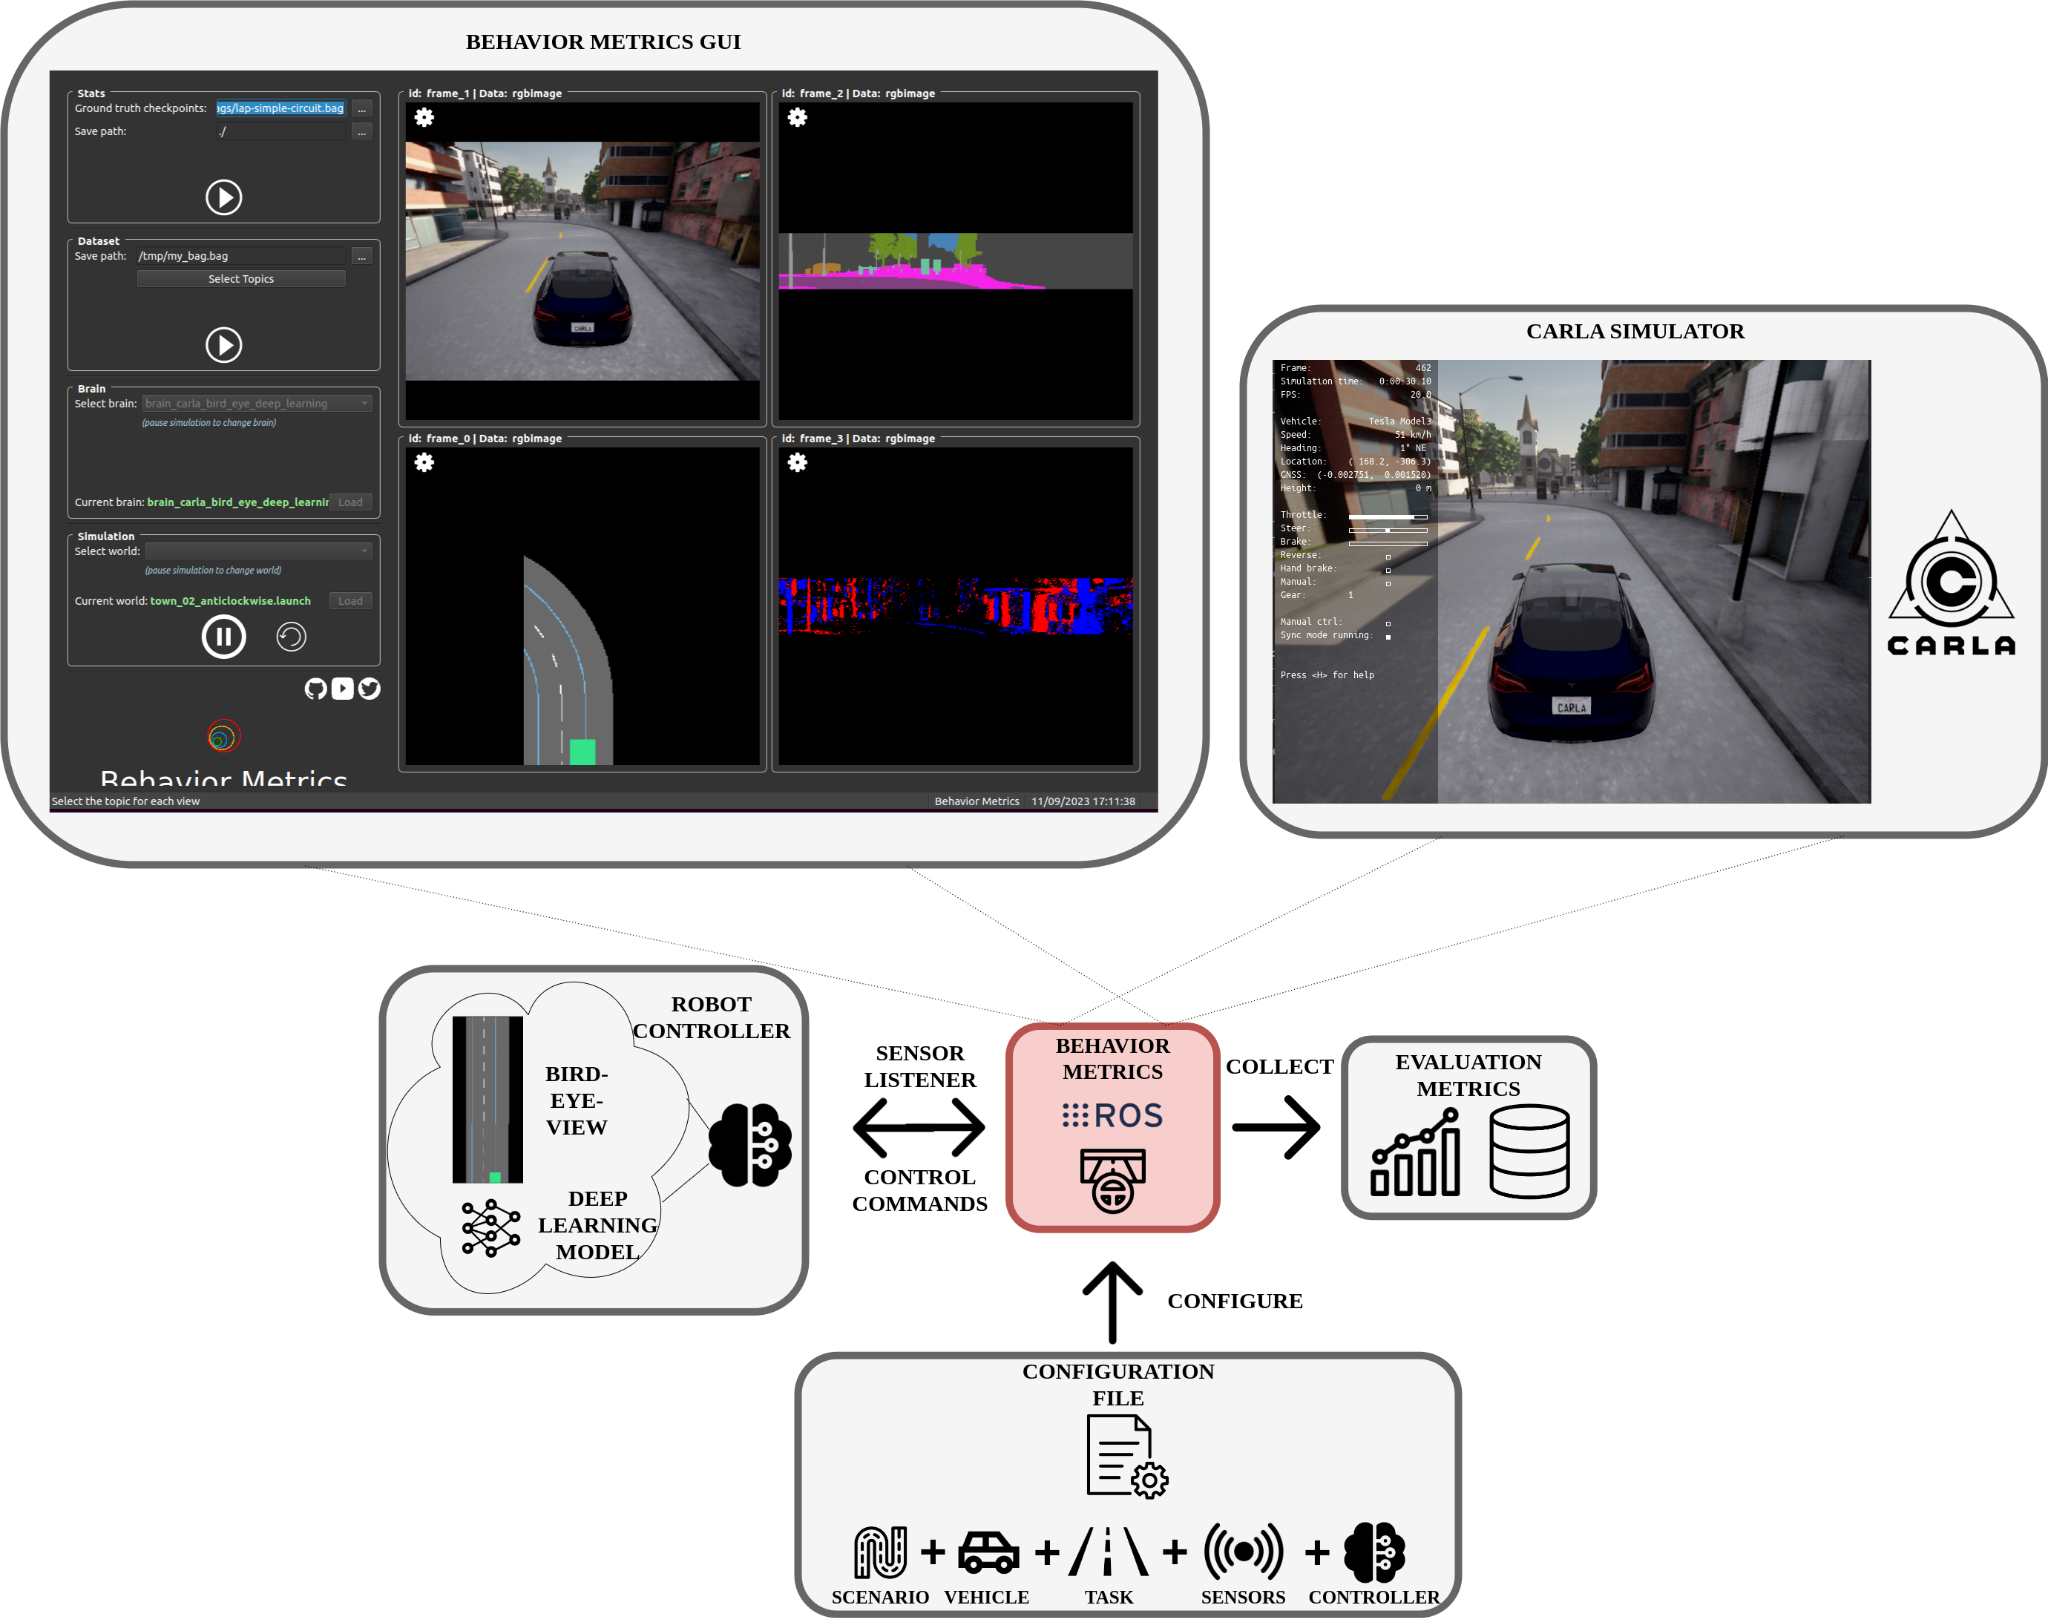 BEHAVIOR METRICS GUI
Stats
Ground truth checkpoints: ags/lap-simple-circuit.bag ...
Save path: ./ ...
Dataset
Save path: /tmp/my_bag.bag ...
Select Topics
Brain
Select brain: brain_carla_bird_eye_deep_learning
(pause simulation to change brain)
Current brain: brain_carla_bird_eye_deep_learnin Load
Simulation
Select world:
(pause simulation to change world)
Current world: town_02_anticlockwise.launch Load
Behavior Metrics
id: frame_1 | Data: rgbimage
CARLA
id: frame_2 | Data: rgbimage
id: frame_0 | Data: rgbimage
id: frame_3 | Data: rgbimage
Select the topic for each view
Behavior Metrics 11/09/2023 17:11:38
CARLA SIMULATOR
Frame: 462
Simulation time: 0:00:30.10
FPS: 20.0
Vehicle: Tesla Model3
Speed: 51 km/h
Heading: 1° NE
Location: ( 168.2, -306.3)
GNSS: (-0.002751, 0.001520)
Height: 0 m
Throttle:
Steer:
Brake:
Reverse:
Hand brake:
Manual:
Gear: 1
Manual ctrl:
Sync mode running:
Press <H> for help
CARLA
CARLA
ROBOT
CONTROLLER
BIRD-
EYE-
VIEW
DEEP
LEARNING
MODEL
SENSOR
LISTENER
CONTROL
COMMANDS
BEHAVIOR
METRICS
ROS
COLLECT
EVALUATION
METRICS
CONFIGURE
CONFIGURATION
FILE
SCENARIO + VEHICLE + TASK + SENSORS + CONTROLLER